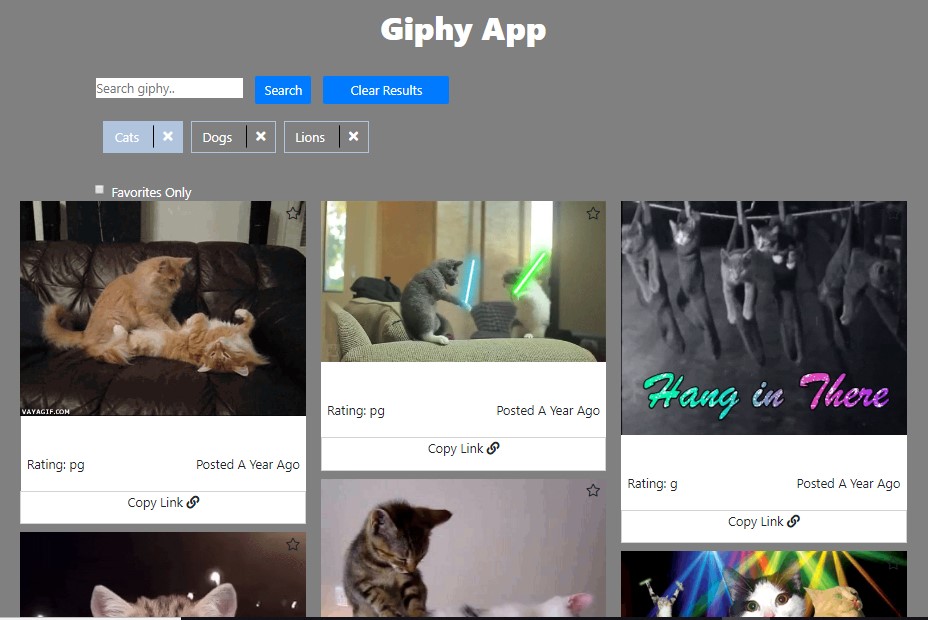 Giphy App
Search giphy..
Search
Clear Results
Cats
Dogs
Lions
Favorites Only
VAYAGIF.COM
Rating: pg
Posted A Year Ago
Copy Link
Rating: pg
Posted A Year Ago
Copy Link
Hang in There
Rating: g
Posted A Year Ago
Copy Link